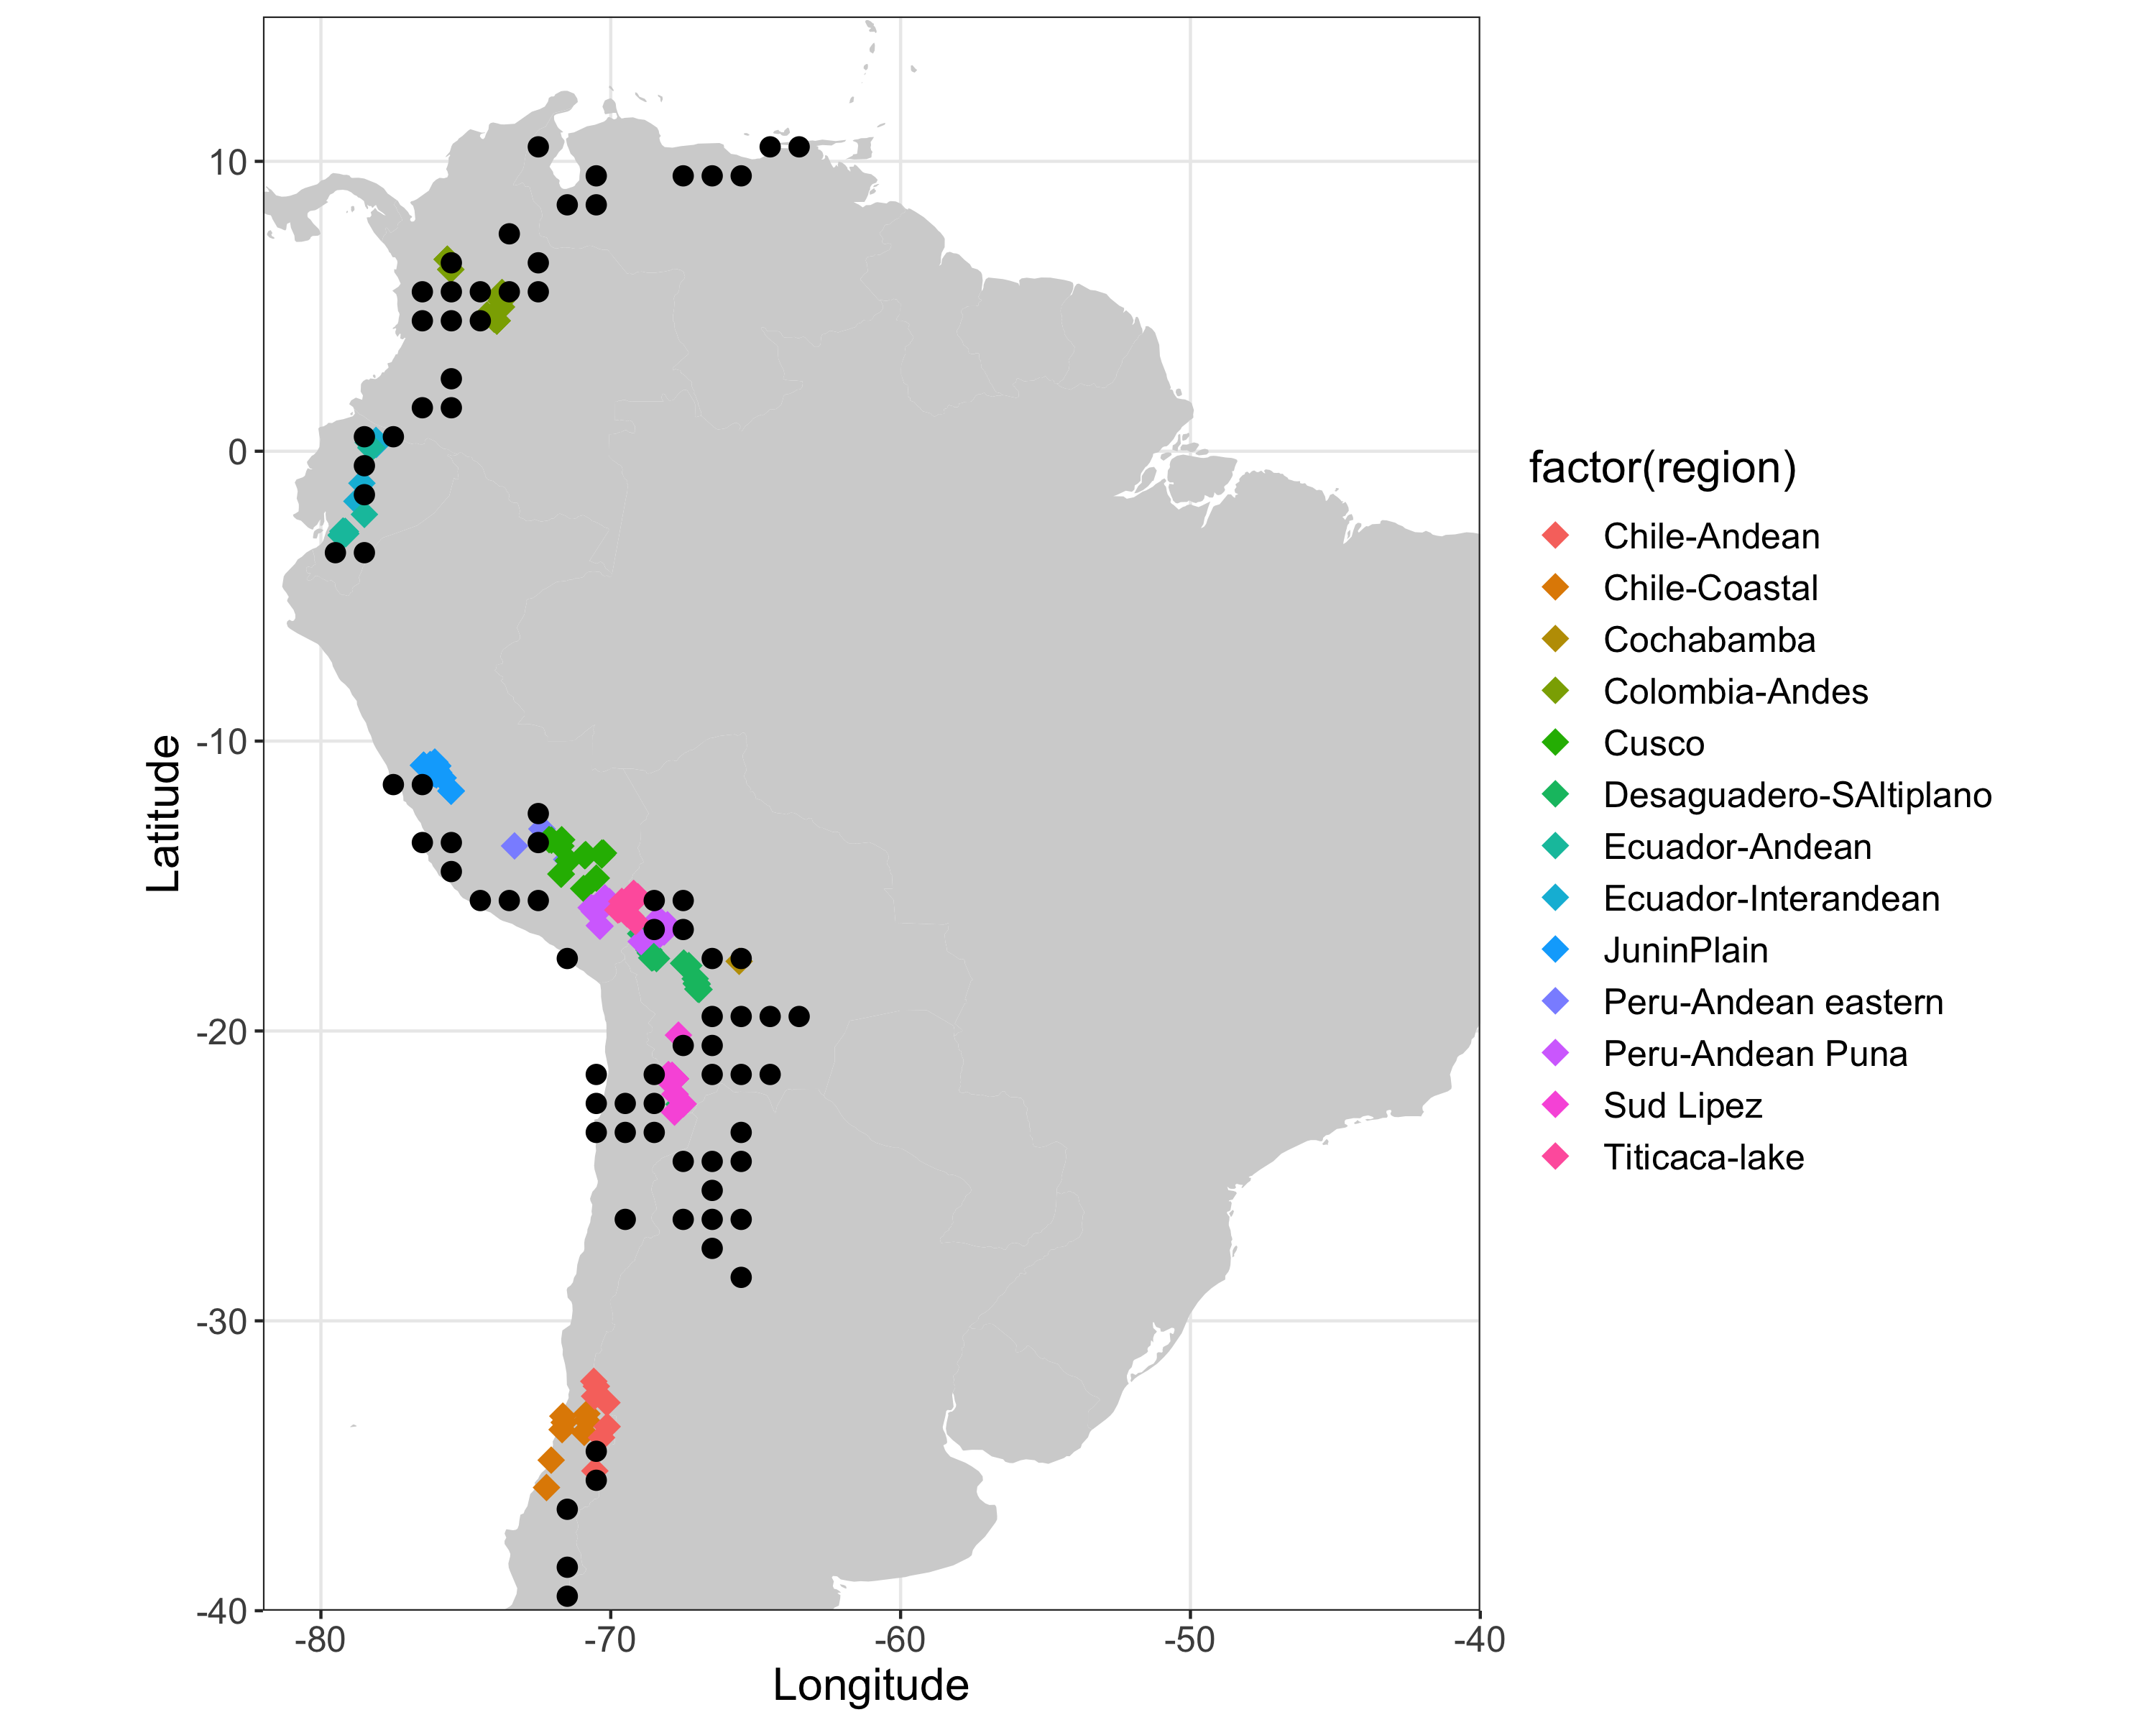 10
0
-10
-20
-30
-40
-80
-70
-60
-50
-40
Latitude
Longitude
factor(region)
Chile-Andean
Chile-Coastal
Cochabamba
Colombia-Andes
Cusco
Desaguadero-SAltiplano
Ecuador-Andean
Ecuador-Interandean
JuninPlain
Peru-Andean eastern
Peru-Andean Puna
Sud Lipez
Titicaca-lake